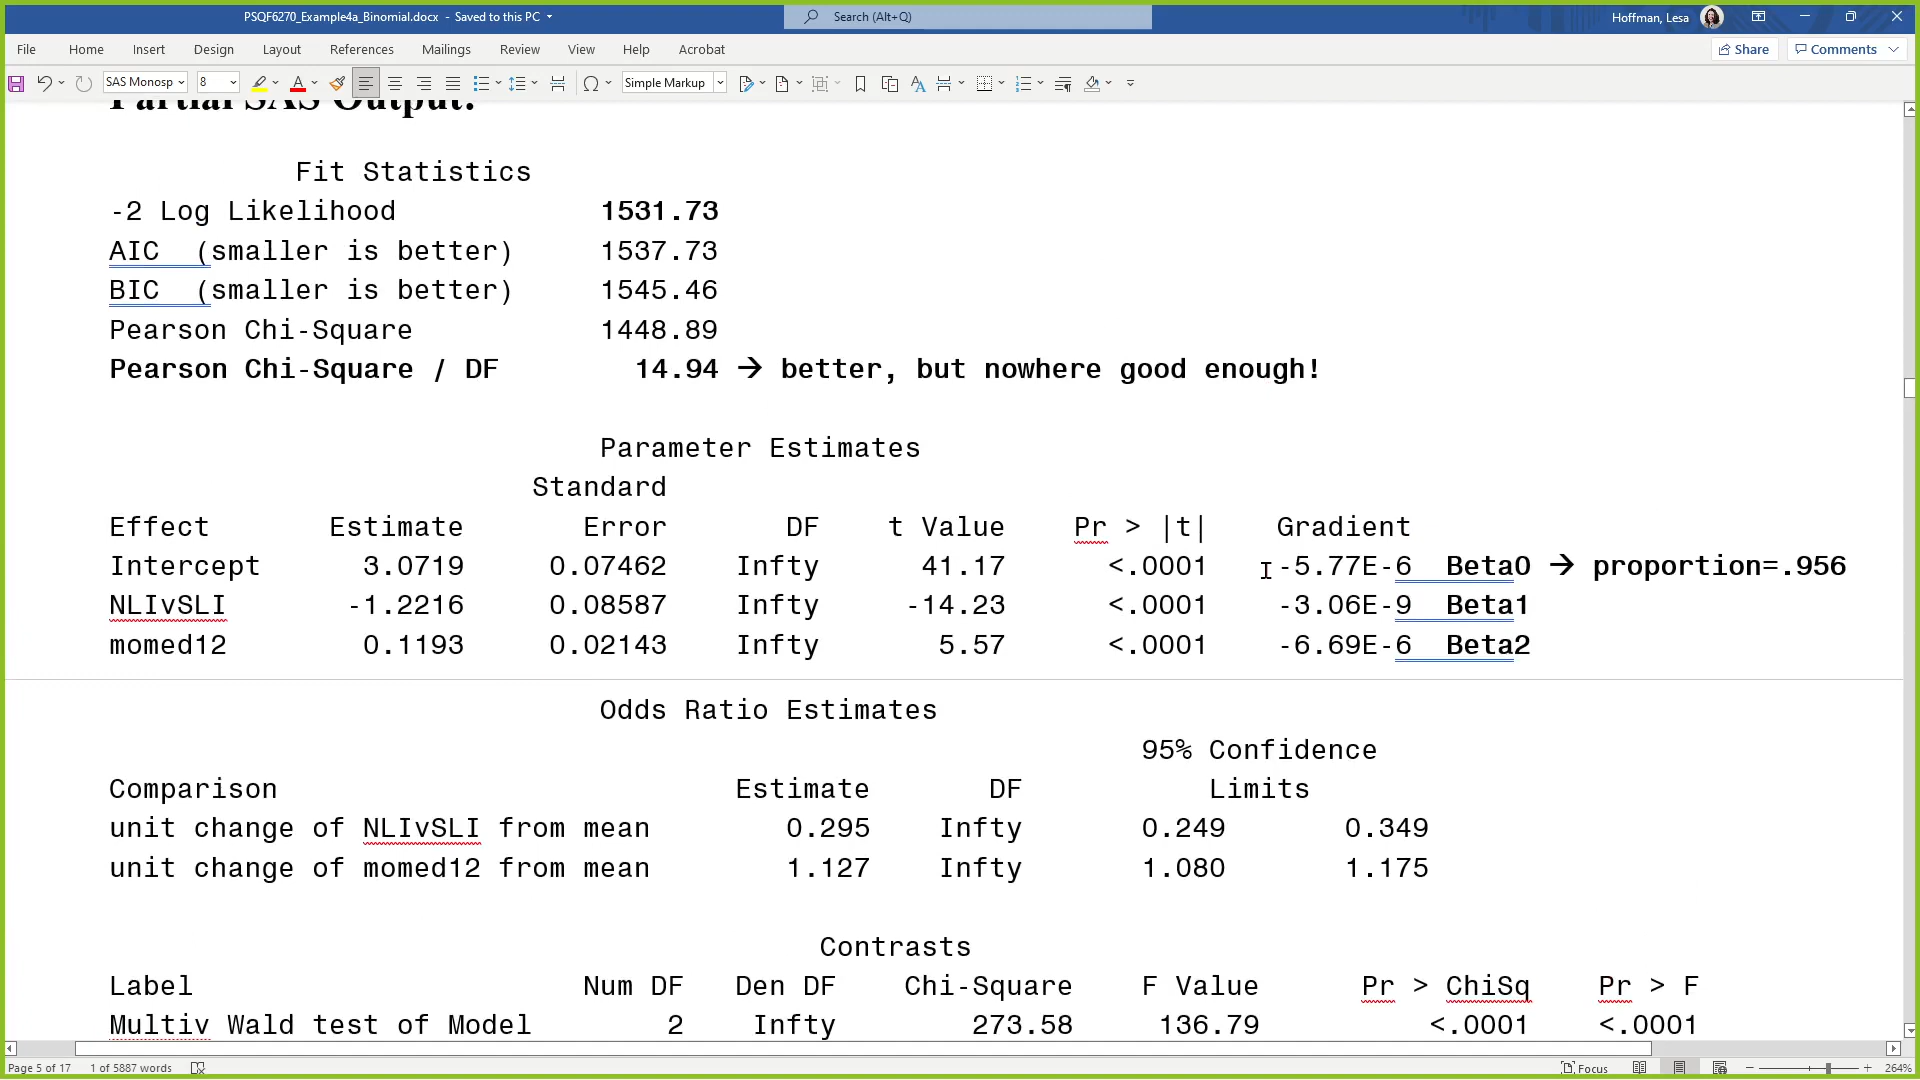 PSQF6270_Example4a_Binomial.docx - Saved to this PC
Search (Alt+Q)
Hoffman, Lesa
File Home Insert Design Layout References Mailings Review View Help Acrobat
Share Comments
SAS Monosp 8 Simple Markup
Partial SAS Output:
Fit Statistics
-2 Log Likelihood 1531.73
AIC (smaller is better) 1537.73
BIC (smaller is better) 1545.46
Pearson Chi-Square 1448.89
Pearson Chi-Square / DF 14.94 → better, but nowhere good enough!
Parameter Estimates
Standard
Effect Estimate Error DF t Value Pr > |t| Gradient
Intercept 3.0719 0.07462 Infty 41.17 <.0001 -5.77E-6 Beta0 → proportion=.956
NLIvSLI -1.2216 0.08587 Infty -14.23 <.0001 -3.06E-9 Beta1
momed12 0.1193 0.02143 Infty 5.57 <.0001 -6.69E-6 Beta2
Odds Ratio Estimates
95% Confidence
Comparison Estimate DF Limits
unit change of NLIvSLI from mean 0.295 Infty 0.249 0.349
unit change of momed12 from mean 1.127 Infty 1.080 1.175
Contrasts
Label Num DF Den DF Chi-Square F Value Pr > ChiSq Pr > F
Multiv Wald test of Model 2 Infty 273.58 136.79 <.0001 <.0001
Page 5 of 17 1 of 5887 words Focus 264%